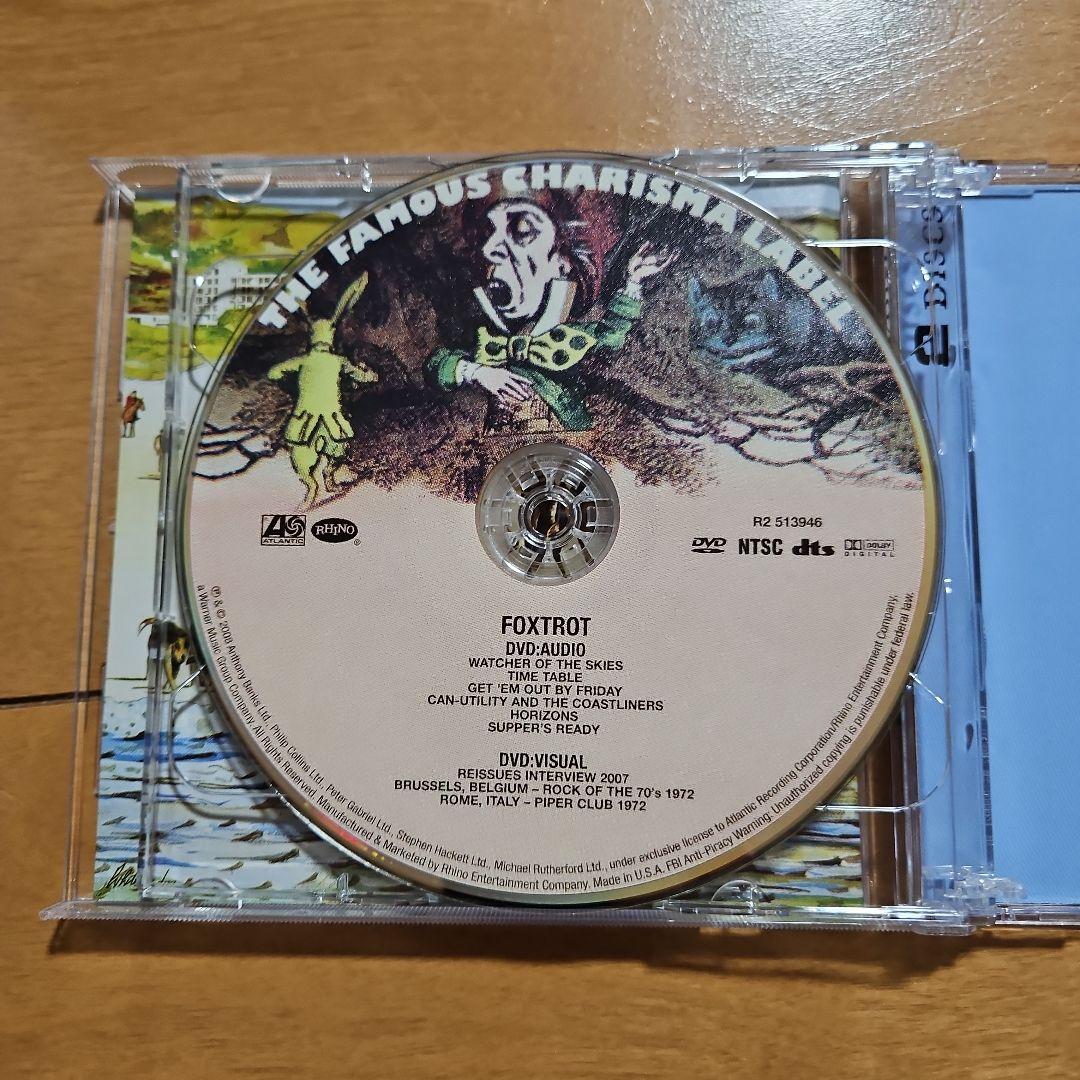 THE FAMOUS CHARISMA LABEL
2 DISCS
ATLANTIC
RHINO
®
R2 513946
DVD NTSC dts DOLBY
DIGITAL
FOXTROT
DVD:AUDIO
WATCHER OF THE SKIES
TIME TABLE
GET 'EM OUT BY FRIDAY
CAN-UTILITY AND THE COASTLINERS
HORIZONS
SUPPER'S READY
DVD:VISUAL
REISSUES INTERVIEW 2007
BRUSSELS, BELGIUM – ROCK OF THE 70's 1972
ROME, ITALY – PIPER CLUB 1972
℗ & © 2008 Anthony Banks Ltd., Philip Collins Ltd., Peter Gabriel Ltd., Stephen Hackett Ltd., Michael Rutherford Ltd., under exclusive license to Atlantic Recording Corporation/Rhino Entertainment Company,
a Warner Music Group Company. All Rights Reserved. Manufactured & Marketed by Rhino Entertainment Company. Made in U.S.A. FBI Anti-Piracy Warning: Unauthorized copying is punishable under federal law.